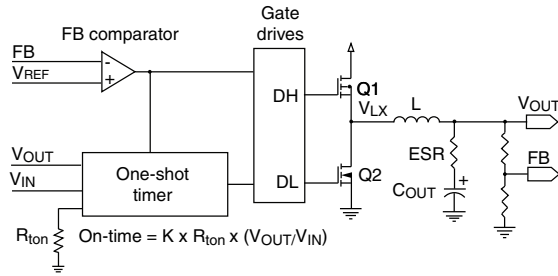 FB comparator
Gate
drives
FB
VREF
-
+
DH
Q1
VLX
L
VOUT
VOUT
VIN
One-shot
timer
DL
Q2
ESR
+
COUT
FB
Rton
On-time = K x Rton x (VOUT/VIN)